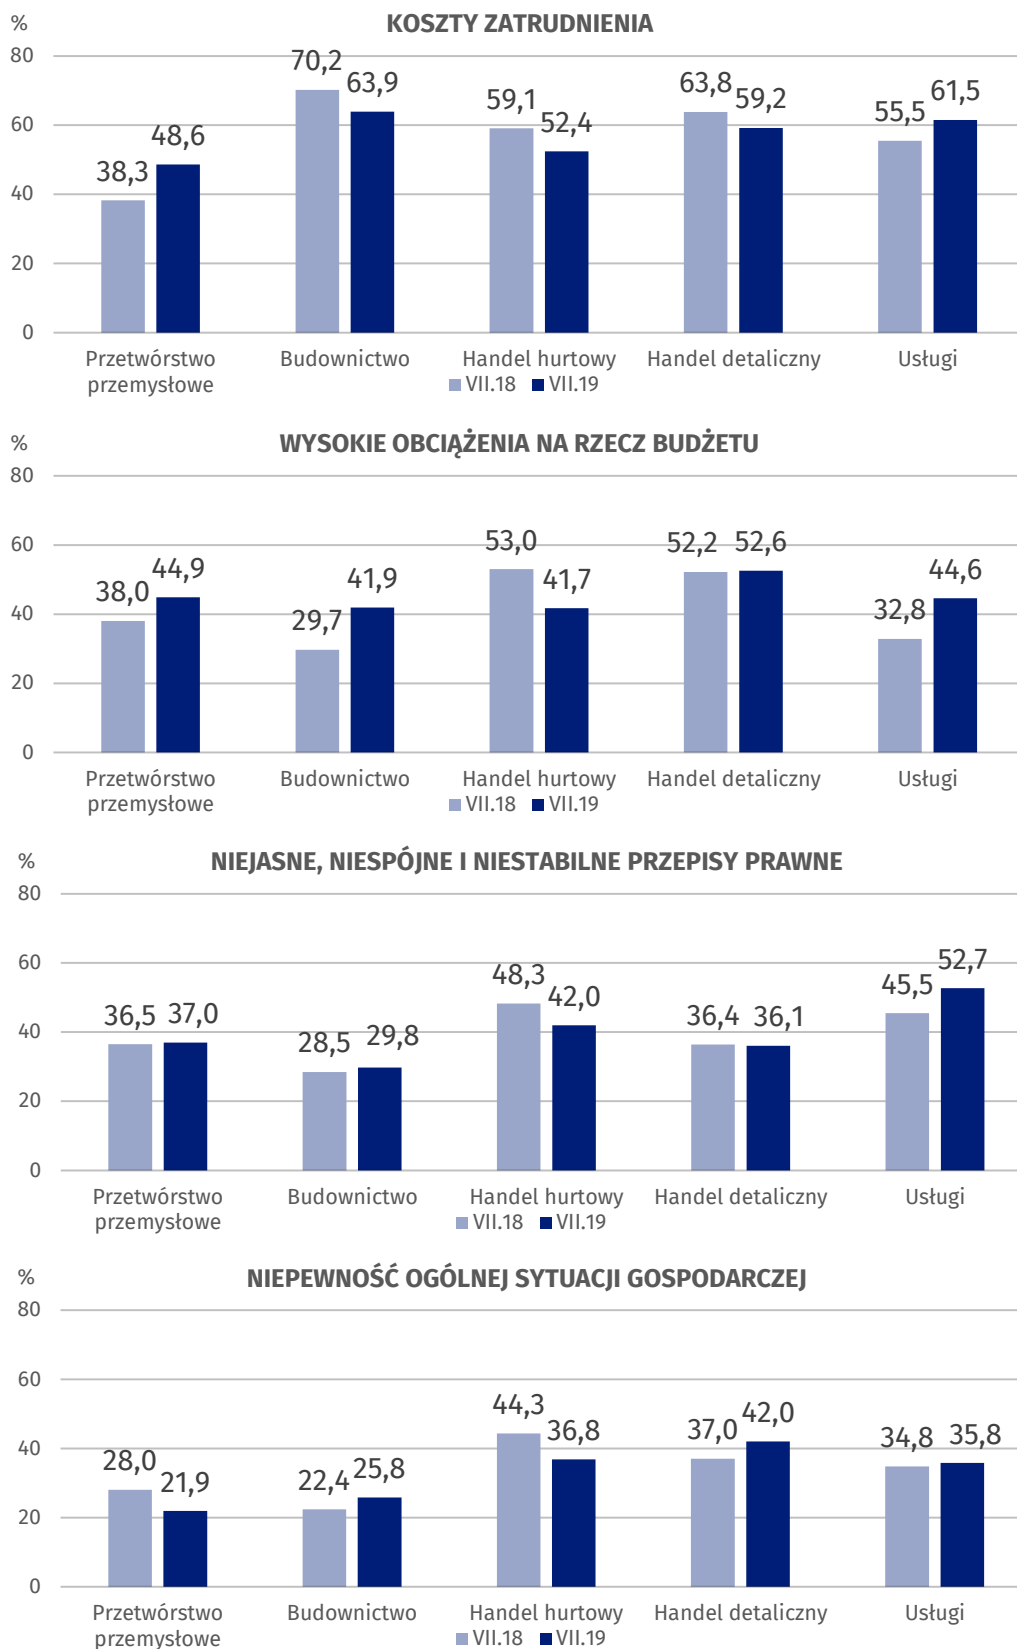 KOSZTY ZATRUDNIENIA
%
80
60
40
20
0
38,3 48,6 70,2 63,9 59,1 52,4 63,8 59,2 55,5 61,5
Przetwórstwo przemysłowe Budownictwo Handel hurtowy Handel detaliczny Usługi
VII.18 VII.19
WYSOKIE OBCIĄŻENIA NA RZECZ BUDŻETU
%
80
60
40
20
0
38,0 44,9 29,7 41,9 53,0 41,7 52,2 52,6 32,8 44,6
Przetwórstwo przemysłowe Budownictwo Handel hurtowy Handel detaliczny Usługi
VII.18 VII.19
NIEJASNE, NIESPÓJNE I NIESTABILNE PRZEPISY PRAWNE
%
80
60
40
20
0
36,5 37,0 28,5 29,8 48,3 42,0 36,4 36,1 45,5 52,7
Przetwórstwo przemysłowe Budownictwo Handel hurtowy Handel detaliczny Usługi
VII.18 VII.19
NIEPEWNOŚĆ OGÓLNEJ SYTUACJI GOSPODARCZEJ
%
80
60
40
20
0
28,0 21,9 22,4 25,8 44,3 36,8 37,0 42,0 34,8 35,8
Przetwórstwo przemysłowe Budownictwo Handel hurtowy Handel detaliczny Usługi
VII.18 VII.19